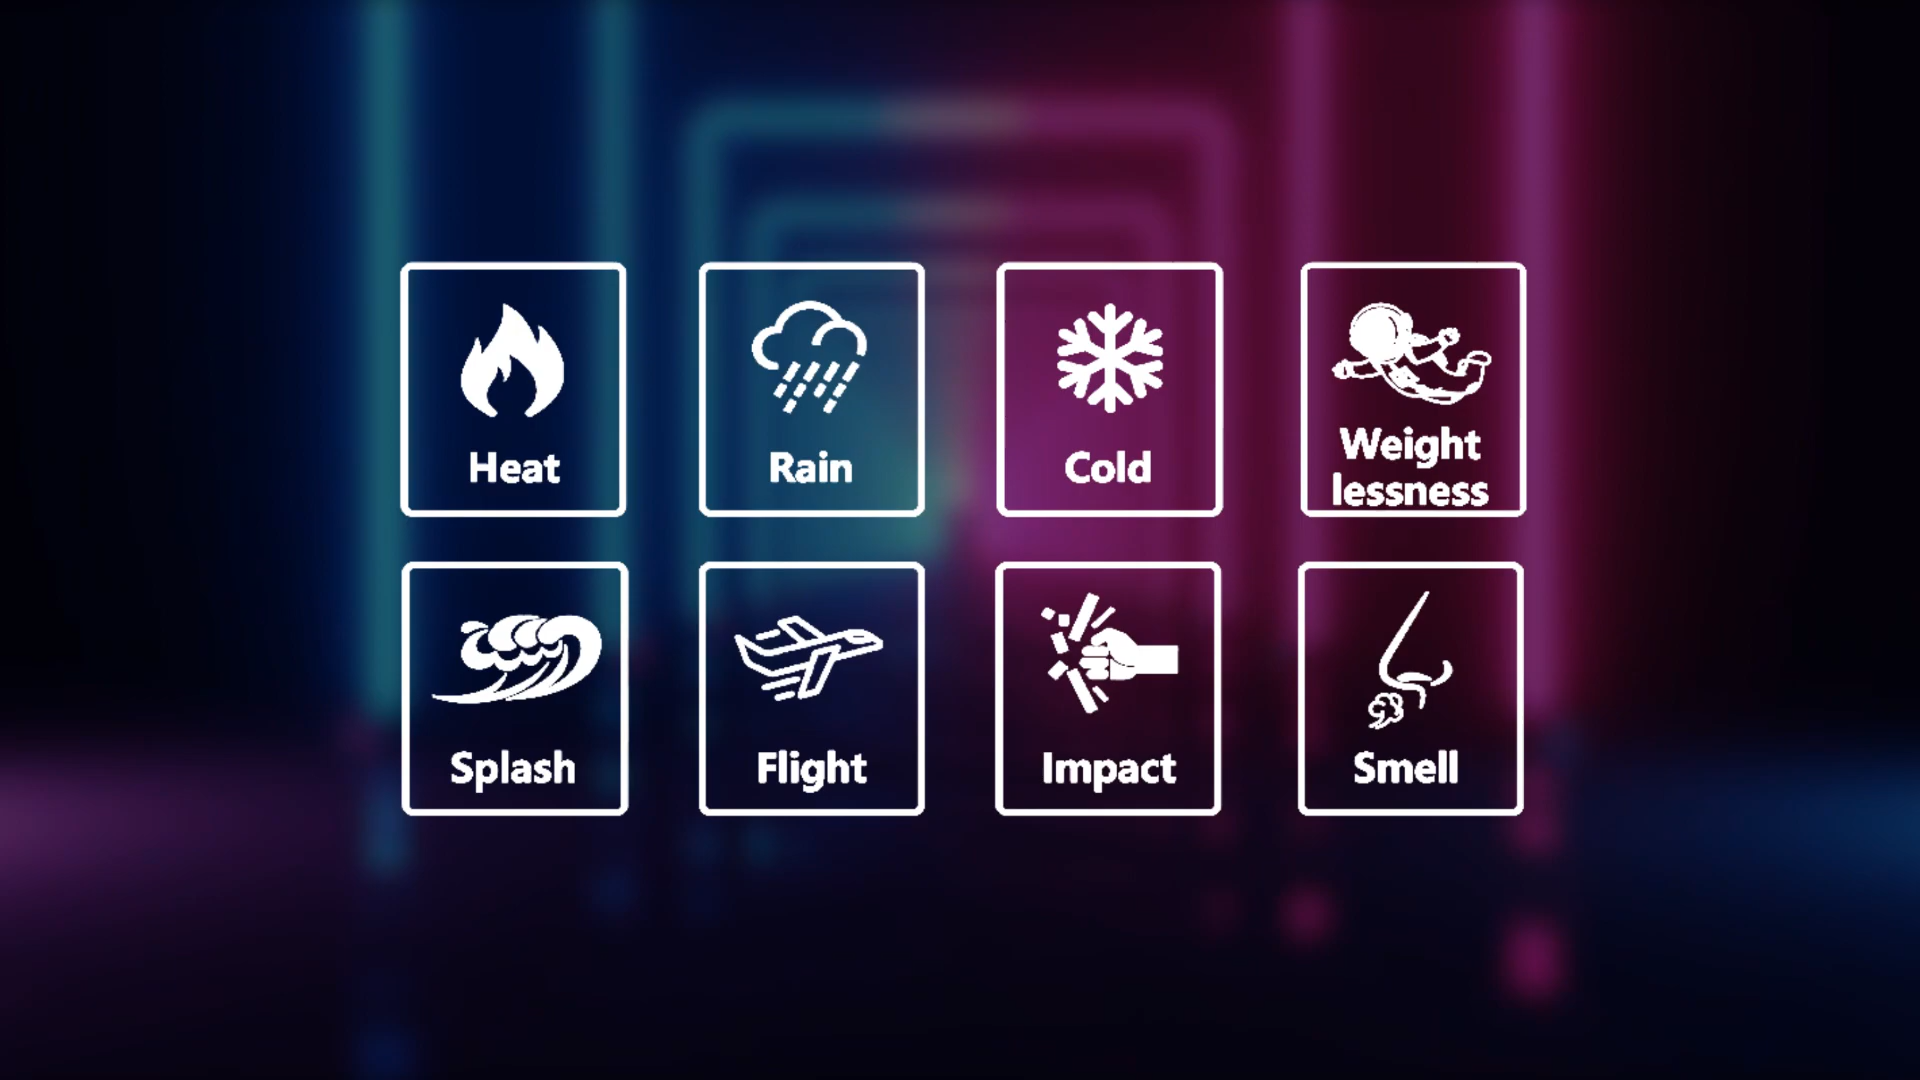 Heat
Rain
Cold
Weight
lessness
Splash
Flight
Impact
Smell